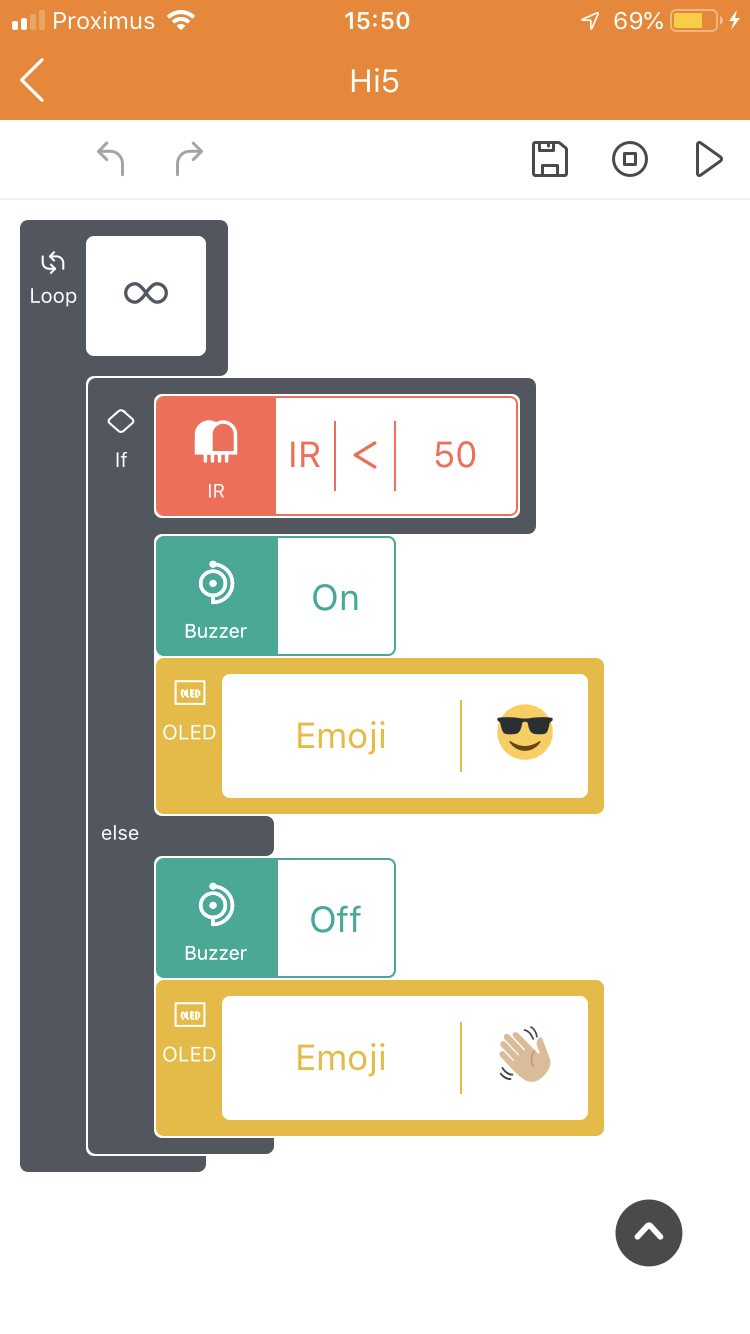 Proximus 15:50 69%
Hi5
Loop ∞
If
IR
IR < 50
Buzzer
On
OLED
OLED
Emoji 😎
else
Buzzer
Off
OLED
OLED
Emoji 👋🏼